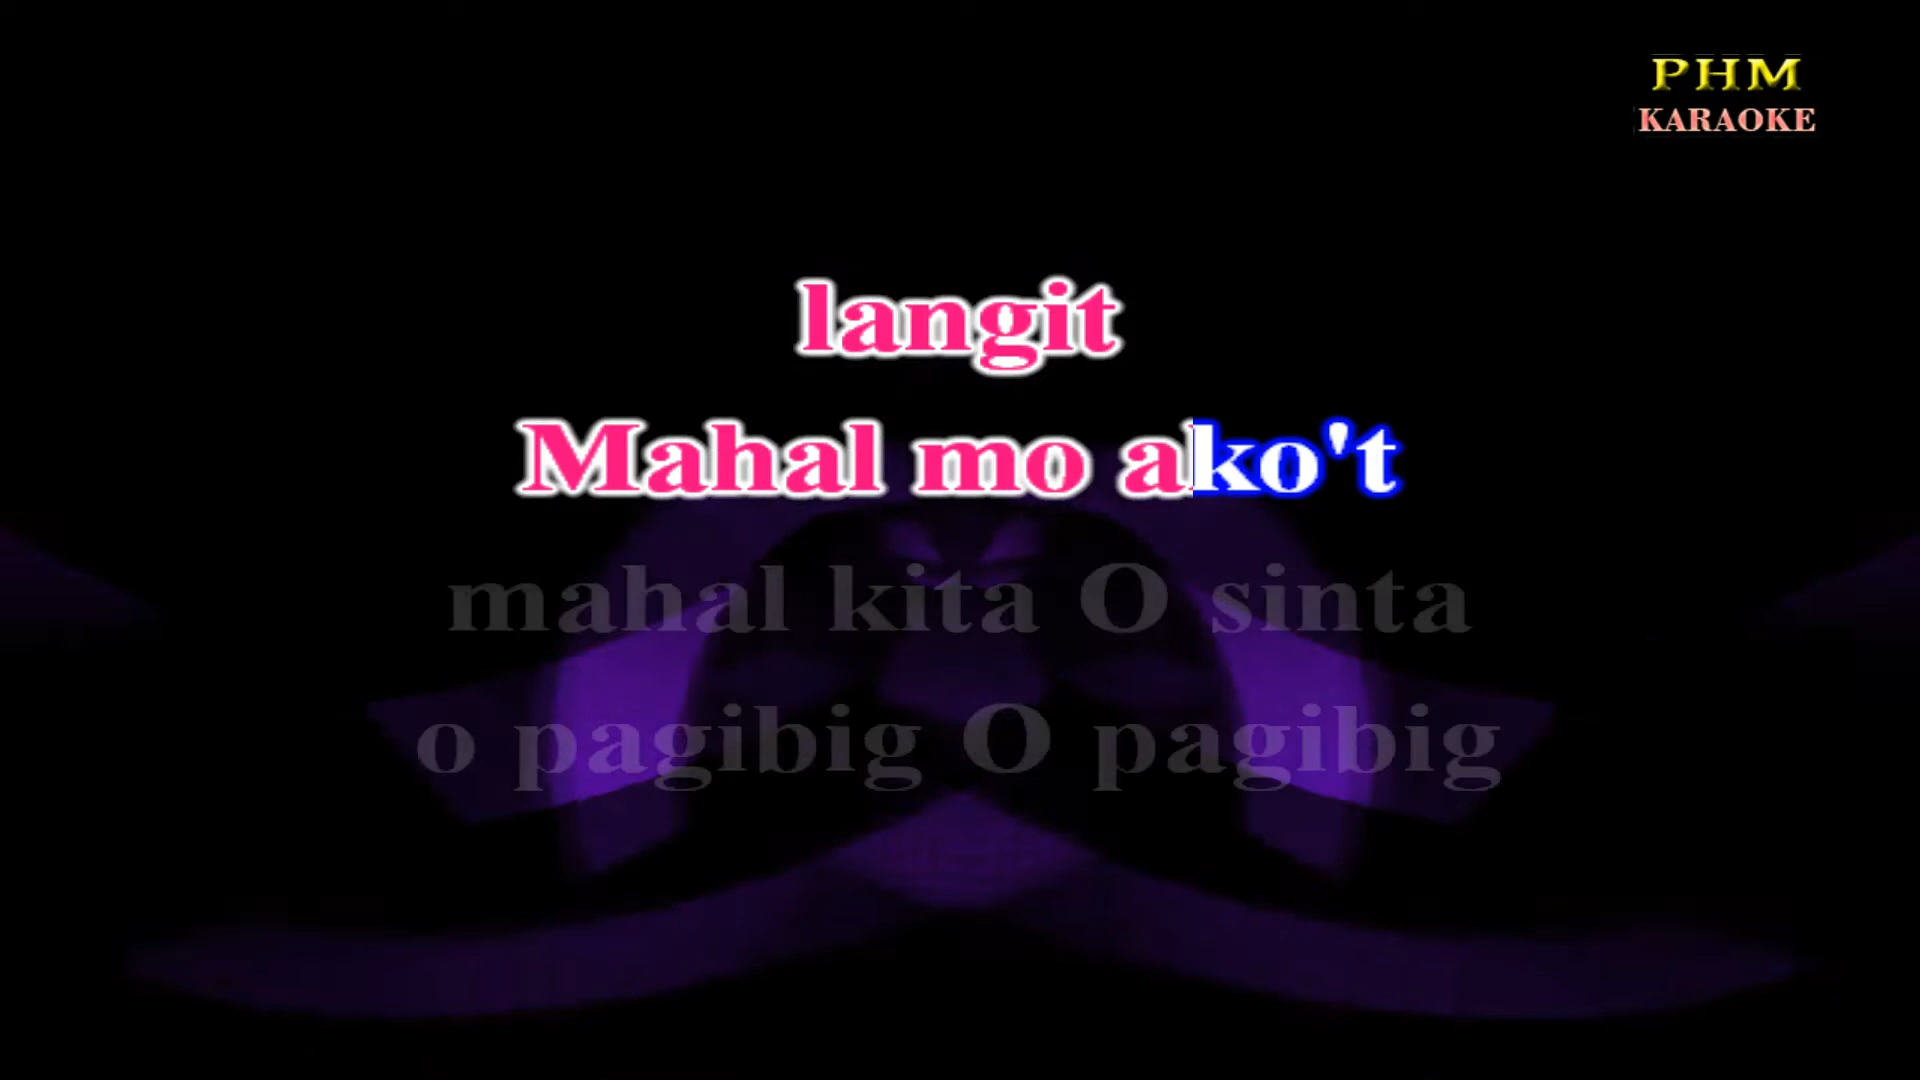 PHM
KARAOKE
langit
Mahal mo ako't
mahal kita O sinta
o pagibig O pagibig